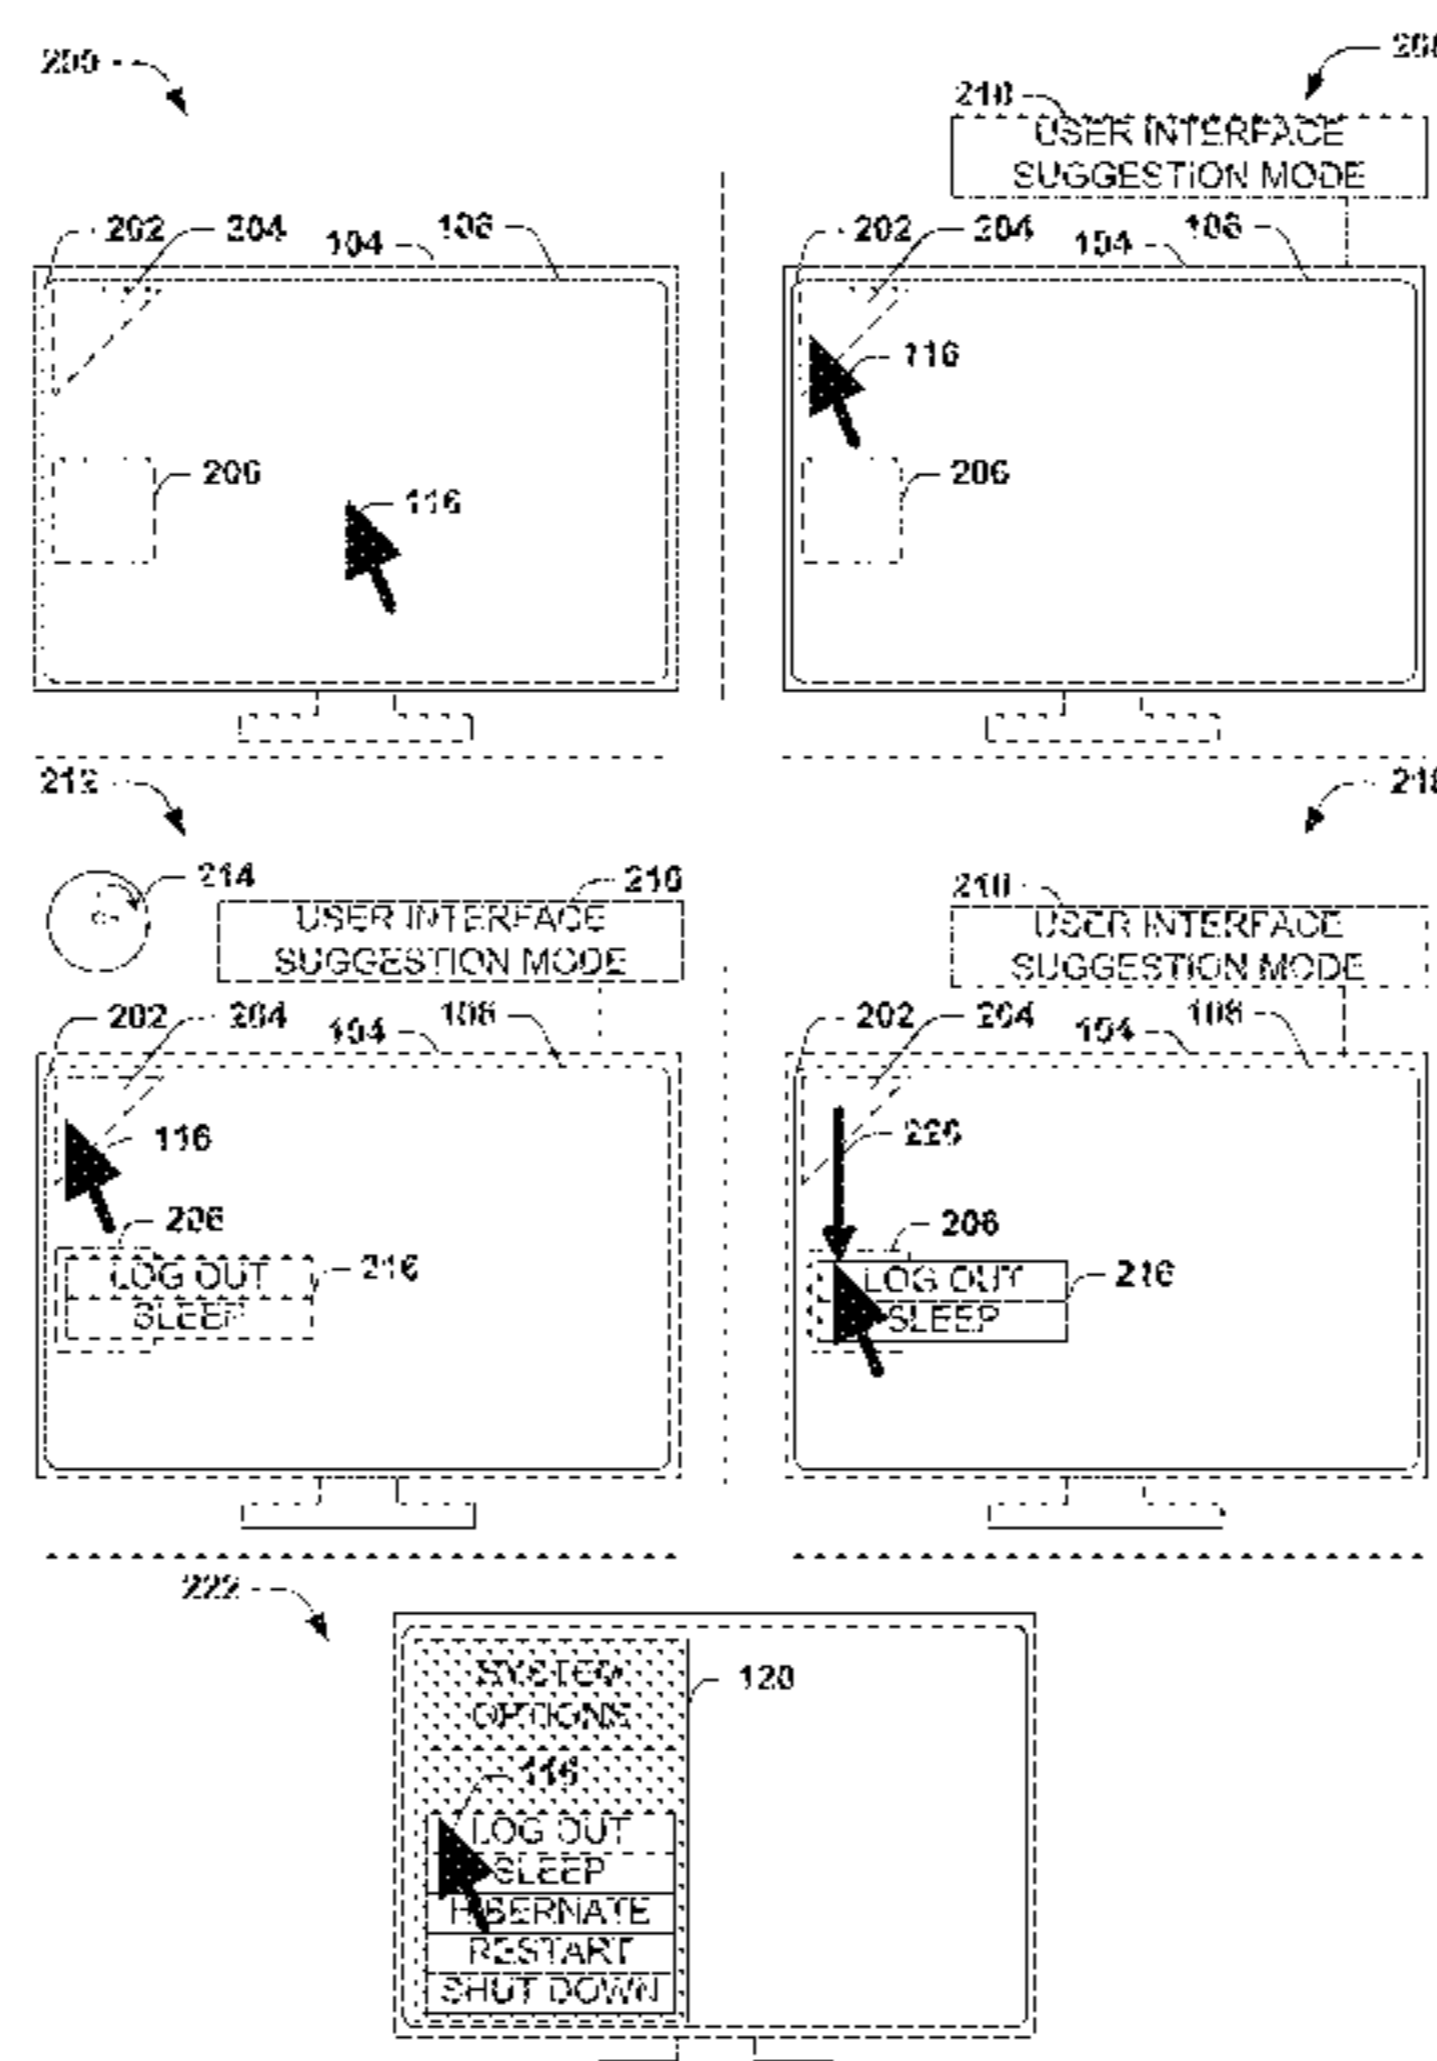 200
210
USER INTERFACE
SUGGESTION MODE
202 204 104 106
202 204 104 106
116
206
206
116
212
214
210
210
USER INTERFACE
SUGGESTION MODE
USER INTERFACE
SUGGESTION MODE
202 204 104 106
202 204 104 106
116
220
206
206
LOG OUT
SLEEP
216
LOG OUT
SLEEP
216
222
SYSTEM
OPTIONS
120
116
LOG OUT
SLEEP
HIBERNATE
RESTART
SHUT DOWN